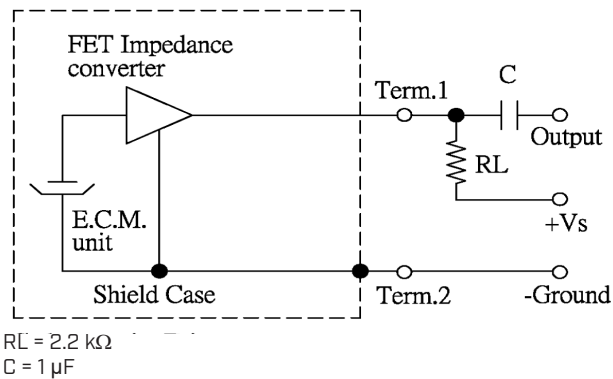 FET Impedance
converter
Term.1
C
Output
RL
+Vs
E.C.M.
unit
Shield Case
Term.2
-Ground
RL = 2.2 kΩ
C = 1 µF